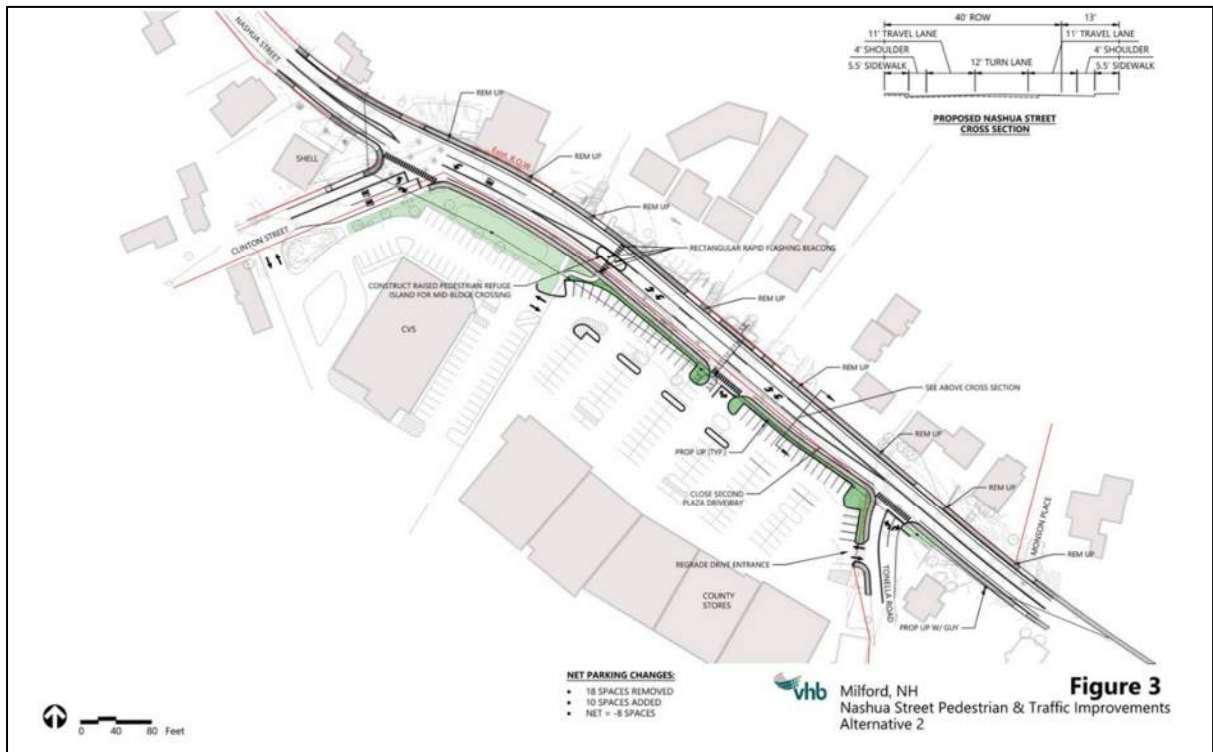 40' ROW
13'
11' TRAVEL LANE
11' TRAVEL LANE
4' SHOULDER
4' SHOULDER
5.5' SIDEWALK
12' TURN LANE
5.5' SIDEWALK
PROPOSED NASHUA STREET
CROSS SECTION
NASHUA STREET
REM UP
SHELL
Exist. R.O.W.
REM UP
REM UP
CLINTON STREET
RECTANGULAR RAPID FLASHING BEACONS
CONSTRUCT RAISED PEDESTRIAN REFUGE
ISLAND FOR MID-BLOCK CROSSING
REM UP
CVS
REM UP
SEE ABOVE CROSS SECTION
REM UP
PROP UP (TYP.)
CLOSE SECOND
PLAZA DRIVEWAY
REM UP
MONSON PLACE
REM UP
REGRADE DRIVE ENTRANCE
TONELLA ROAD
COUNTY
STORES
PROP UP W/ GUY
NET PARKING CHANGES:
• 18 SPACES REMOVED
• 10 SPACES ADDED
• NET = -8 SPACES
vhb
Milford, NH
Nashua Street Pedestrian & Traffic Improvements
Alternative 2
Figure 3
0 40 80 Feet